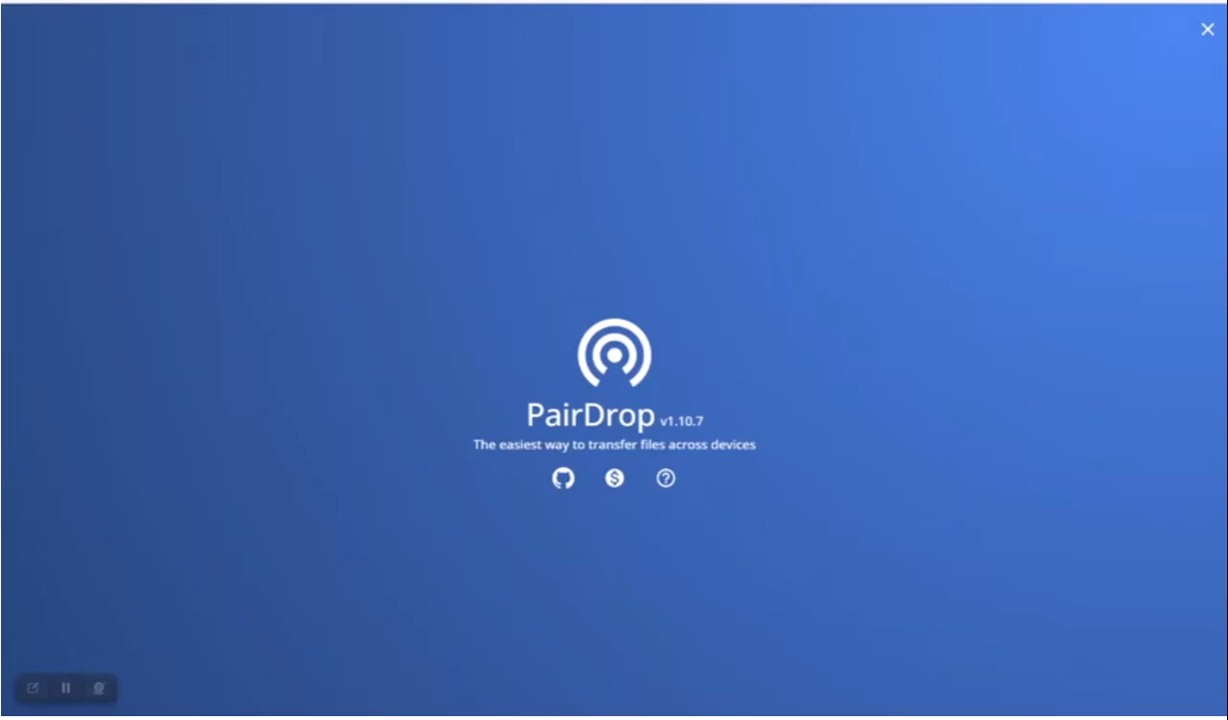 PairDrop v1.10.7
The easiest way to transfer files across devices